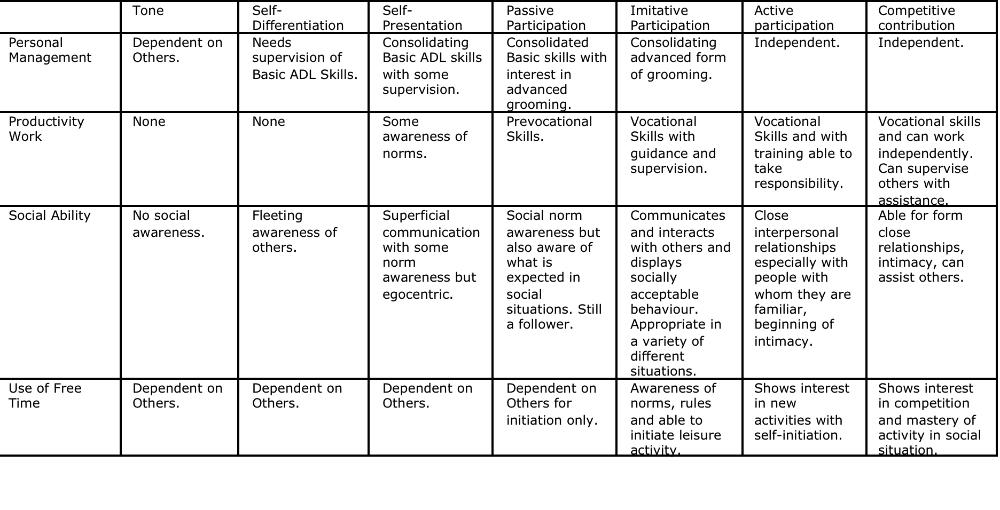 Tone
Self-
Differentiation
Self-
Presentation
Passive
Participation
Imitative
Participation
Active
participation
Competitive
contribution
Personal
Management
Dependent on
Others.
Needs
supervision of
Basic ADL Skills.
Consolidating
Basic ADL skills
with some
supervision.
Consolidated
Basic skills with
interest in
advanced
grooming.
Consolidating
advanced form
of grooming.
Independent.
Independent.
Productivity
Work
None
None
Some
awareness of
norms.
Prevocational
Skills.
Vocational
Skills with
guidance and
supervision.
Vocational
Skills and with
training able to
take
responsibility.
Vocational skills
and can work
independently.
Can supervise
others with
assistance.
Social Ability
No social
awareness.
Fleeting
awareness of
others.
Superficial
communication
with some
norm
awareness but
egocentric.
Social norm
awareness but
also aware of
what is
expected in
social
situations. Still
a follower.
Communicates
and interacts
with others and
displays
socially
acceptable
behaviour.
Appropriate in
a variety of
different
situations.
Close
interpersonal
relationships
especially with
people with
whom they are
familiar,
beginning of
intimacy.
Able for form
close
relationships,
intimacy, can
assist others.
Use of Free
Time
Dependent on
Others.
Dependent on
Others.
Dependent on
Others.
Dependent on
Others for
initiation only.
Awareness of
norms, rules
and able to
initiate leisure
activity.
Shows interest
in new
activities with
self-initiation.
Shows interest
in competition
and mastery of
activity in social
situation.